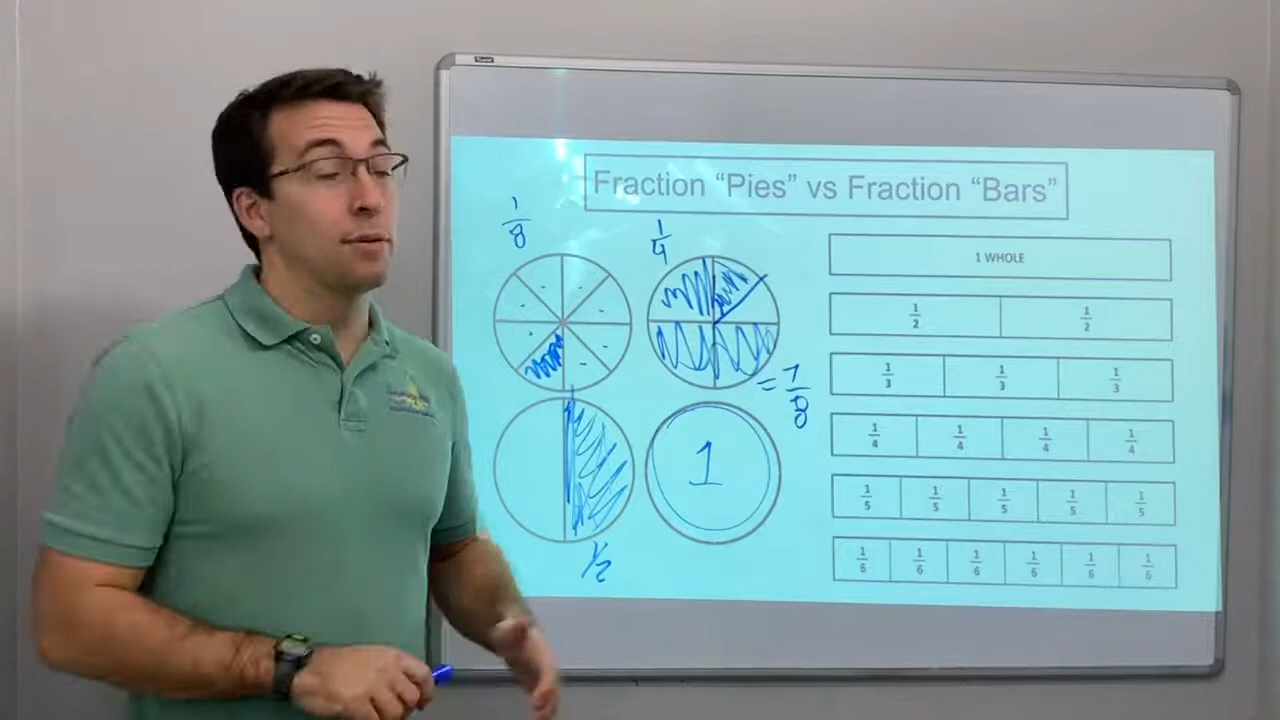 Fraction “Pies” vs Fraction “Bars”
1/8
1/4
= 7/8
1
1/2
1 WHOLE
1/2 1/2
1/3 1/3 1/3
1/4 1/4 1/4 1/4
1/5 1/5 1/5 1/5 1/5
1/6 1/6 1/6 1/6 1/6 1/6